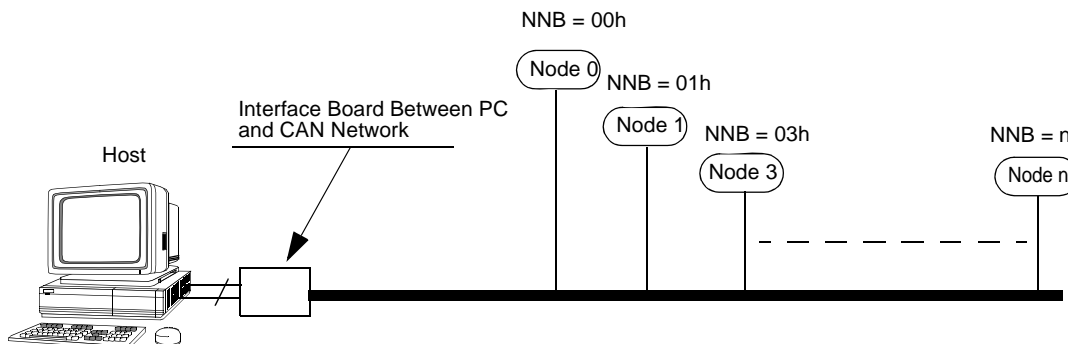 NNB = 00h
Node 0
NNB = 01h
Interface Board Between PC
and CAN Network
Node 1
NNB = 03h
NNB = n
Host
Node 3
Node n